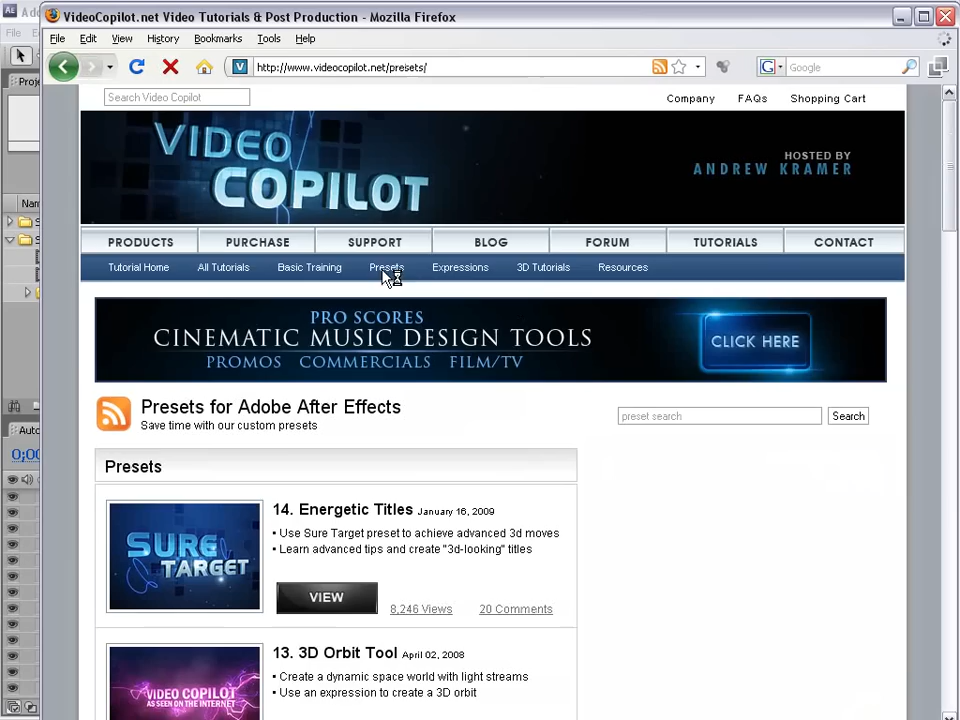 VideoCopilot.net Video Tutorials & Post Production - Mozilla Firefox
File Edit View History Bookmarks Tools Help
http://www.videocopilot.net/presets/
Google
Search Video Copilot
Company FAQs Shopping Cart
VIDEO
COPILOT
HOSTED BY
ANDREW KRAMER
PRODUCTS PURCHASE SUPPORT BLOG FORUM TUTORIALS CONTACT
Tutorial Home All Tutorials Basic Training Presets Expressions 3D Tutorials Resources
PRO SCORES
CINEMATIC MUSIC DESIGN TOOLS
PROMOS COMMERCIALS FILM/TV
CLICK HERE
Presets for Adobe After Effects
Save time with our custom presets
preset search Search
Presets
SURE
TARGET
14. Energetic Titles January 16, 2009
• Use Sure Target preset to achieve advanced 3d moves
• Learn advanced tips and create "3d-looking" titles
VIEW 8,246 Views 20 Comments
VIDEO COPILOT
AS SEEN ON THE INTERNET
13. 3D Orbit Tool April 02, 2008
• Create a dynamic space world with light streams
• Use an expression to create a 3D orbit